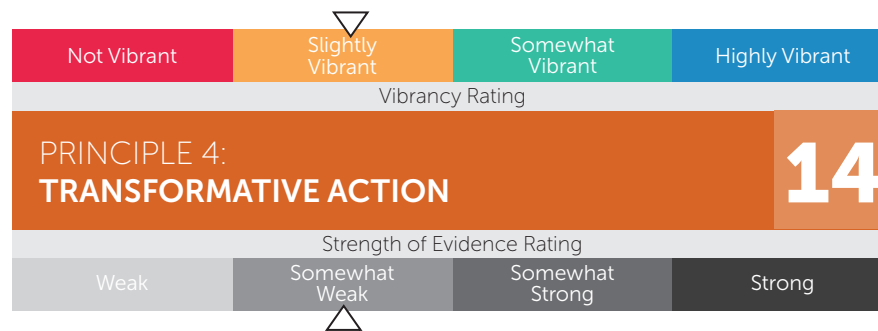 Not Vibrant
Slightly
Vibrant
Somewhat
Vibrant
Highly Vibrant
Vibrancy Rating
PRINCIPLE 4:
TRANSFORMATIVE ACTION
14
Strength of Evidence Rating
Weak
Somewhat
Weak
Somewhat
Strong
Strong